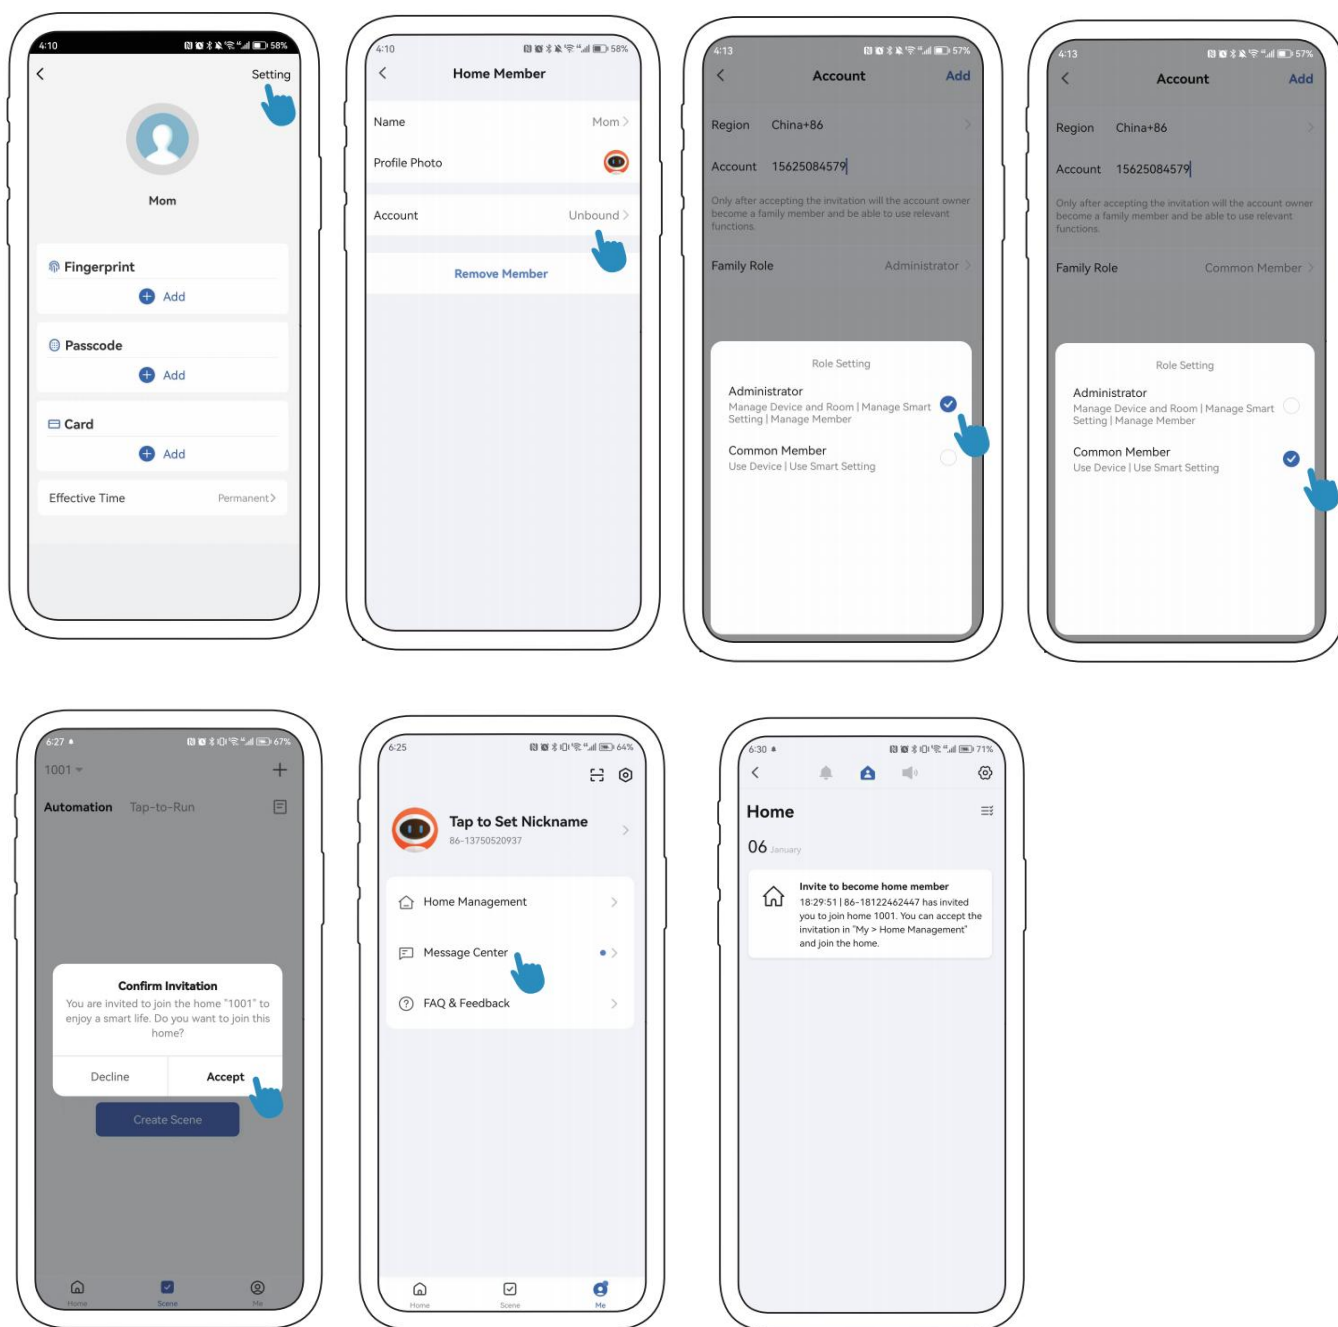 4:10
58%
Setting
Mom
Fingerprint
Add
Passcode
Add
Card
Add
Effective Time
Permanent
4:10
58%
Home Member
Name
Mom
Profile Photo
Account
Unbound
Remove Member
4:13
57%
Account
Add
Region
China+86
Account
15625084579
Only after accepting the invitation will the account owner
become a family member and be able to use relevant
functions.
Family Role
Administrator
Role Setting
Administrator
Manage Device and Room | Manage Smart
Setting | Manage Member
Common Member
Use Device | Use Smart Setting
4:13
57%
Account
Add
Region
China+86
Account
15625084579
Only after accepting the invitation will the account owner
become a family member and be able to use relevant
functions.
Family Role
Common Member
Role Setting
Administrator
Manage Device and Room | Manage Smart
Setting | Manage Member
Common Member
Use Device | Use Smart Setting
6:27
67%
1001
Automation
Tap-to-Run
Confirm Invitation
You are invited to join the home "1001" to
enjoy a smart life. Do you want to join this
home?
Decline
Accept
Create Scene
Home
Scene
Me
6:25
64%
Tap to Set Nickname
86-13750520937
Home Management
Message Center
FAQ & Feedback
Home
Scene
Me
6:30
71%
Home
06 January
Invite to become home member
18:29:51 | 86-18122462447 has invited
you to join home 1001. You can accept the
invitation in "My > Home Management"
and join the home.